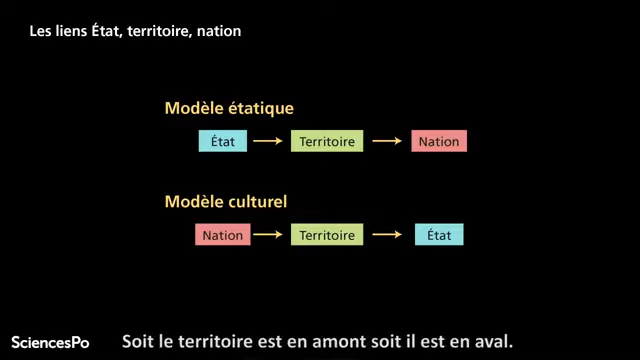 Les liens État, territoire, nation
Modèle étatique
État Territoire Nation
Modèle culturel
Nation Territoire État
SciencesPo
Soit le territoire est en amont soit il est en aval.